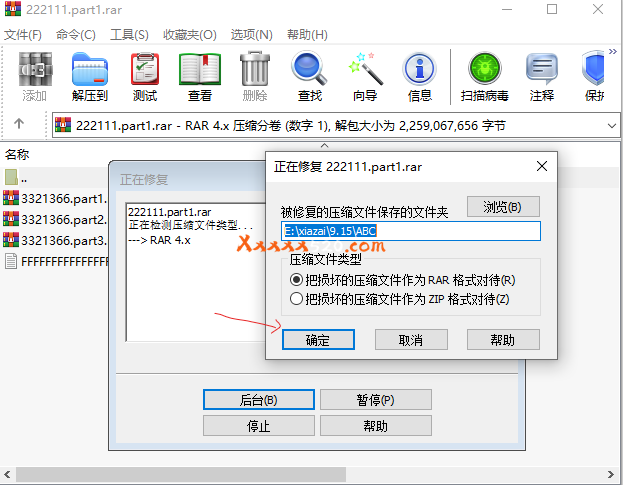 222111.part1.rar
文件(F) 命令(C) 工具(S) 收藏夹(O) 选项(N) 帮助(H)
添加 解压到 测试 查看 删除 查找 向导 信息 扫描病毒 注释 保护
222111.part1.rar - RAR 4.x 压缩分卷 (数字 1), 解包大小为 2,259,067,656 字节
名称
..
3321366.part1.
3321366.part2.
3321366.part3.
FFFFFFFFFFFFFF
正在修复
222111.part1.rar
正在检测压缩文件类型...
---> RAR 4.x
后台(B) 暂停(P)
停止 帮助
正在修复 222111.part1.rar
被修复的压缩文件保存的文件夹 浏览(B)
E:\xiazai\9.15\ABC
压缩文件类型
把损坏的压缩文件作为 RAR 格式对待(R)
把损坏的压缩文件作为 ZIP 格式对待(Z)
确定 取消 帮助